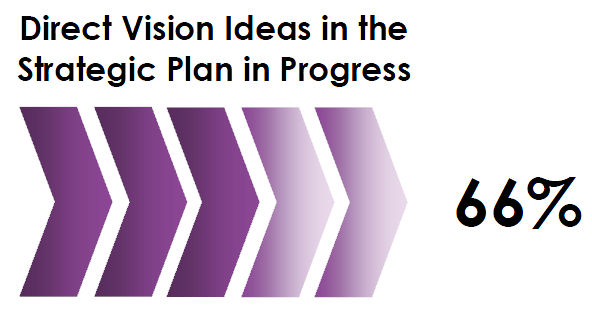 Direct Vision Ideas in the
Strategic Plan in Progress
66%